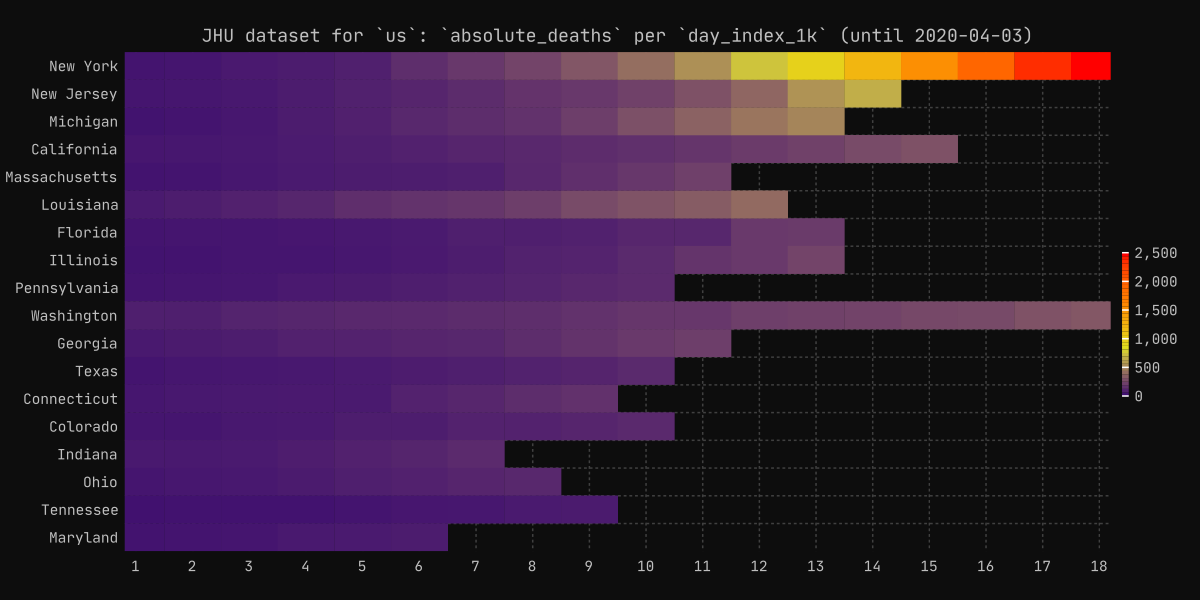 JHU dataset for `us`: `absolute_deaths` per `day_index_1k` (until 2020-04-03)
New York
New Jersey
Michigan
California
Massachusetts
Louisiana
Florida
Illinois
Pennsylvania
Washington
Georgia
Texas
Connecticut
Colorado
Indiana
Ohio
Tennessee
Maryland
1 2 3 4 5 6 7 8 9 10 11 12 13 14 15 16 17 18
2,500
2,000
1,500
1,000
500
0